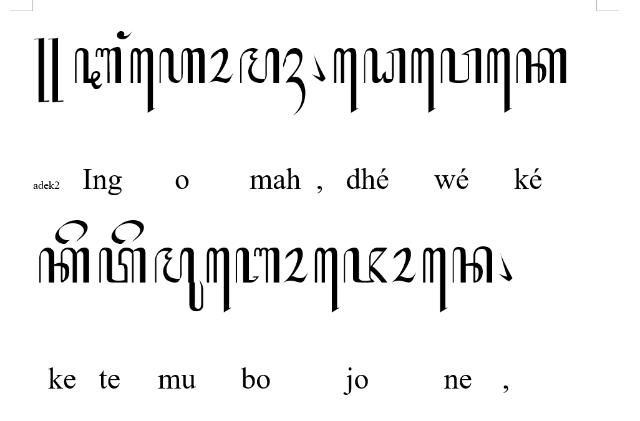 ꧋ꦆꦁꦲꦺꦴꦩꦃ꧈ꦝꦺꦮꦺꦏꦺ
adek2 Ing o mah , dhé wé ké
ꦏꦼꦠꦼꦩꦸꦧꦺꦴꦗꦺꦴꦤꦺ꧈
ke te mu bo jo ne ,